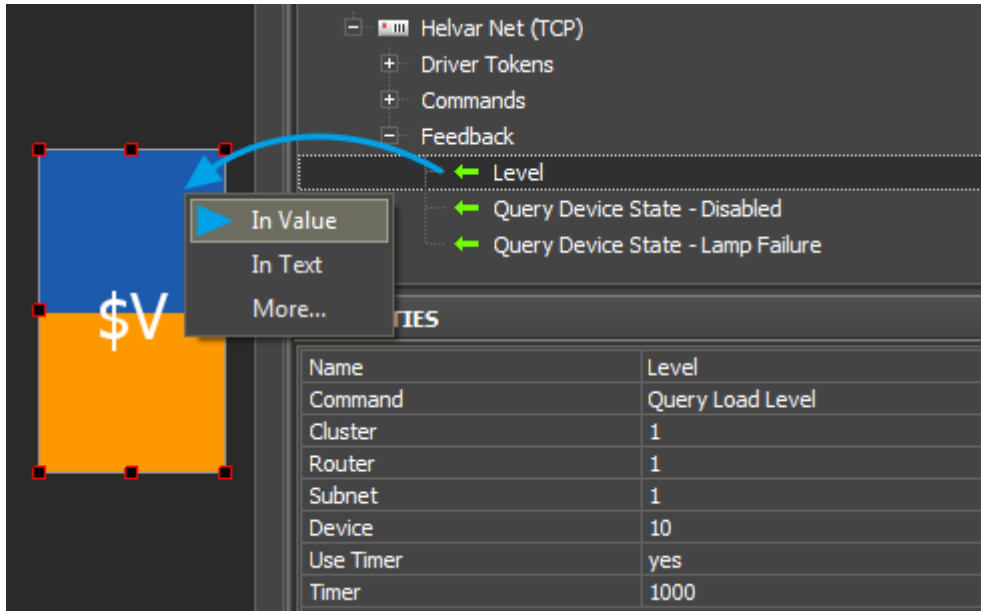 Helvar Net (TCP)
Driver Tokens
Commands
Feedback
Level
Query Device State - Disabled
Query Device State - Lamp Failure
In Value
In Text
More...
$V
TIES
Name Level
Command Query Load Level
Cluster 1
Router 1
Subnet 1
Device 10
Use Timer yes
Timer 1000